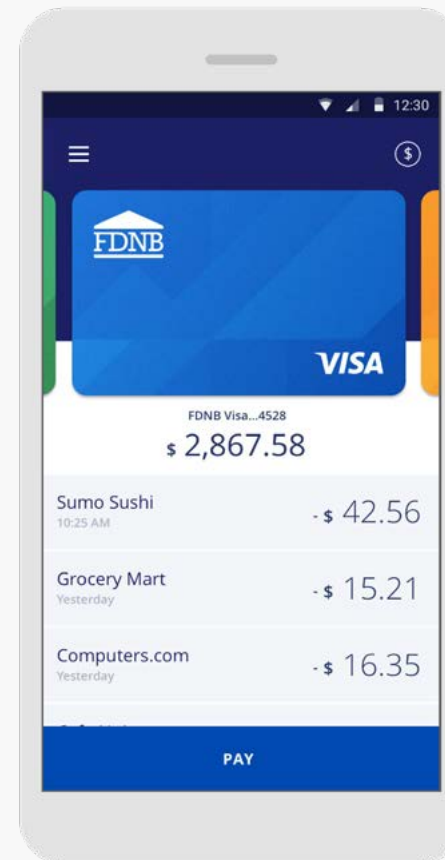 12:30
$
FDNB
VISA
FDNB Visa...4528
$ 2,867.58
Sumo Sushi
- $ 42.56
10:25 AM
Grocery Mart
- $ 15.21
Yesterday
Computers.com
- $ 16.35
Yesterday
PAY